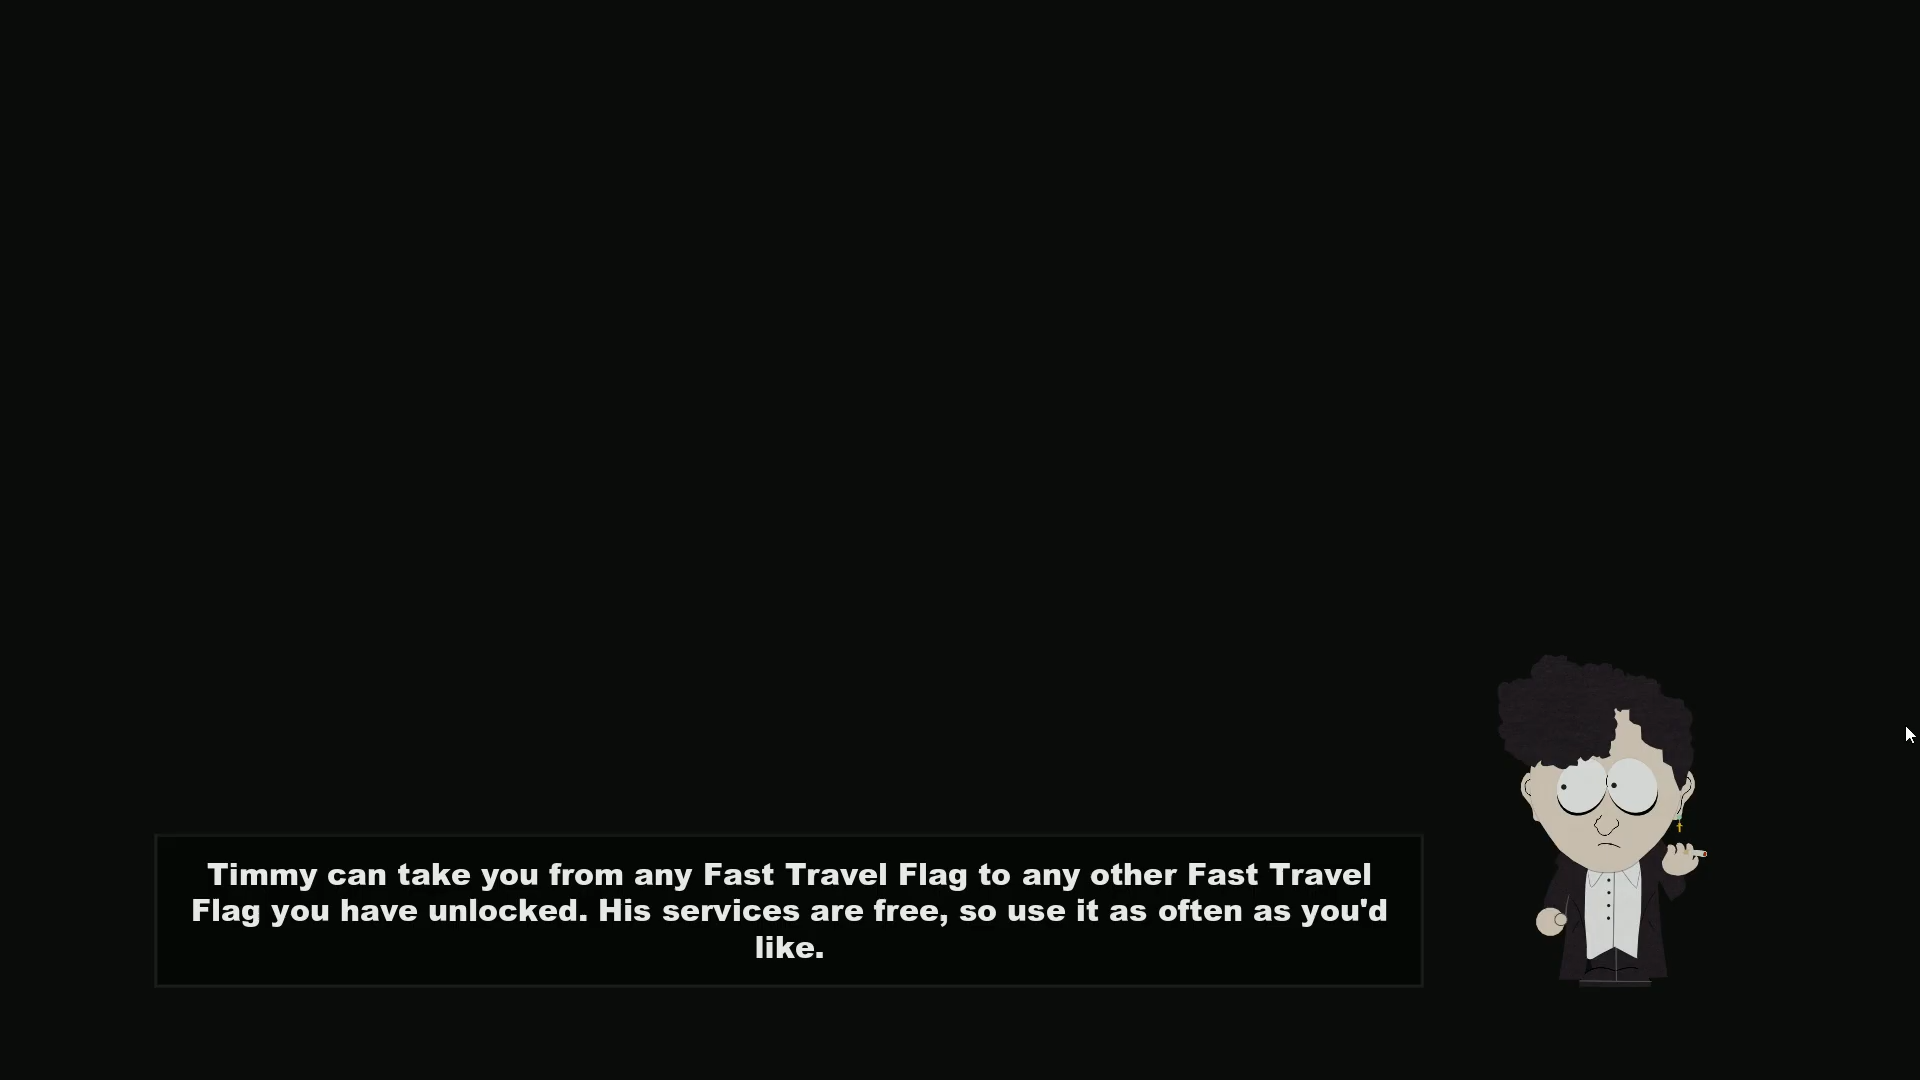 Timmy can take you from any Fast Travel Flag to any other Fast Travel
Flag you have unlocked. His services are free, so use it as often as you'd
like.